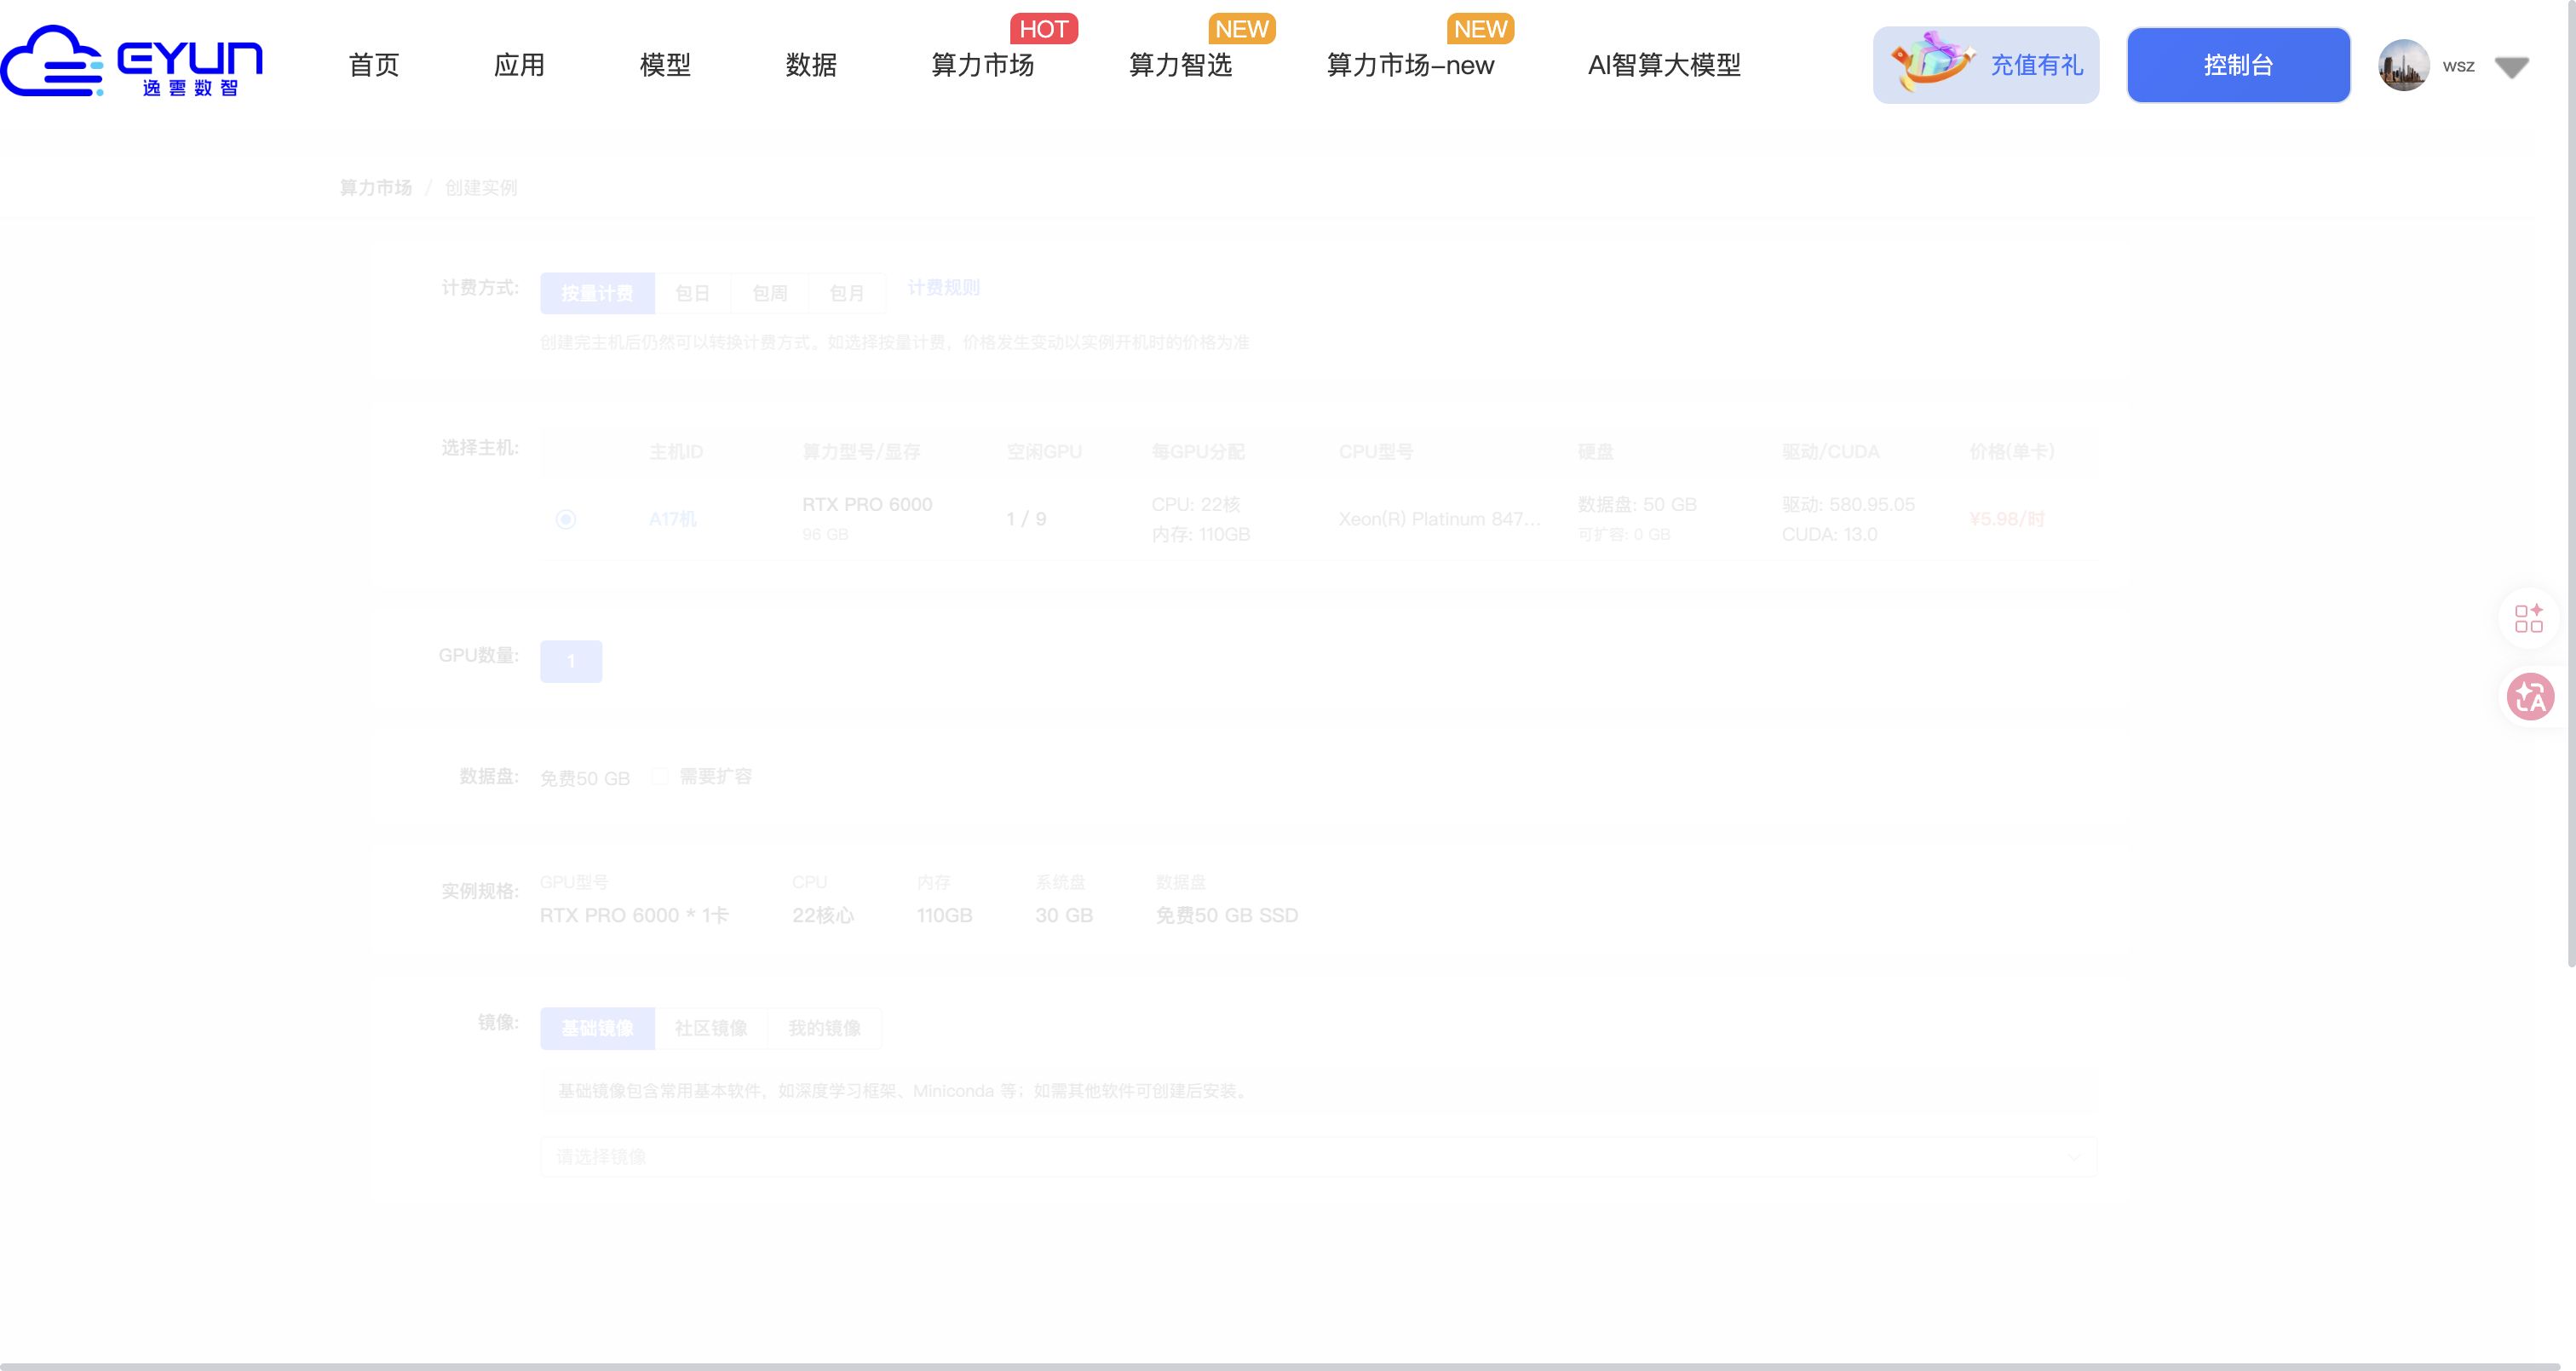 EYUN
逸雲数智
首页
应用
模型
数据
算力市场
HOT
算力智选
NEW
算力市场-new
NEW
AI智算大模型
充值有礼
控制台
wsz
算力市场 / 创建实例
计费方式:
按量计费
包日
包周
包月
计费规则
创建完主机后仍然可以转换计费方式。如选择按量计费，价格发生变动以实例开机时的价格为准
选择主机:
主机ID
算力型号/显存
空闲GPU
每GPU分配
CPU型号
硬盘
驱动/CUDA
价格(单卡)
A17机
RTX PRO 6000
96 GB
1 / 9
CPU: 22核
内存: 110GB
Xeon(R) Platinum 847...
数据盘: 50 GB
可扩容: 0 GB
驱动: 580.95.05
CUDA: 13.0
¥5.98/时
GPU数量:
1
数据盘:
免费50 GB
需要扩容
实例规格:
GPU型号
CPU
内存
系统盘
数据盘
RTX PRO 6000 * 1卡
22核心
110GB
30 GB
免费50 GB SSD
镜像:
基础镜像
社区镜像
我的镜像
基础镜像包含常用基本软件，如深度学习框架、Miniconda 等；如需其他软件可创建后安装。
请选择镜像